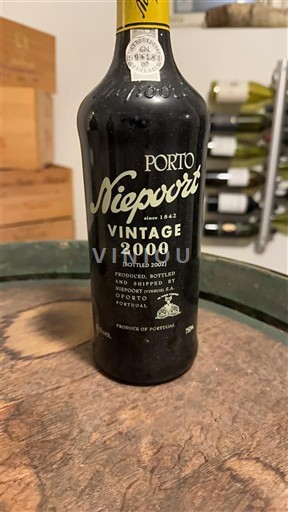 PORTO
Niepoort
since 1842
VINTAGE
2000
VINIOU
[BOTTLED 2002]
PRODUCED, BOTTLED
AND SHIPPED BY
NIEPOORT (VINHOS) S.A.
OPORTO
PORTUGAL
PRODUCE OF PORTUGAL